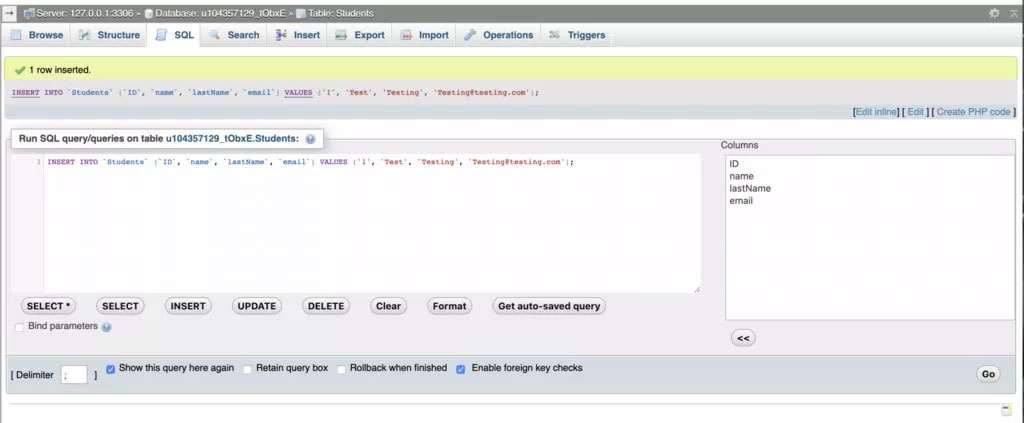 Server: 127.0.0.1:3306 » Database: u104357129_tObxE » Table: Students
Browse Structure SQL Search Insert Export Import Operations Triggers
1 row inserted.
INSERT INTO `Students` (`ID`, `name`, `lastName`, `email`) VALUES ('1', 'Test', 'Testing', 'Testing@testing.com');
[Edit inline] [ Edit ] [ Create PHP code ]
Run SQL query/queries on table u104357129_tObxE.Students:
Columns
1 INSERT INTO `Students` (`ID`, `name`, `lastName`, `email`) VALUES ('1', 'Test', 'Testing', 'Testing@testing.com');
ID
name
lastName
email
SELECT * SELECT INSERT UPDATE DELETE Clear Format Get auto-saved query
Bind parameters
<<
[ Delimiter ; ] Show this query here again Retain query box Rollback when finished Enable foreign key checks Go